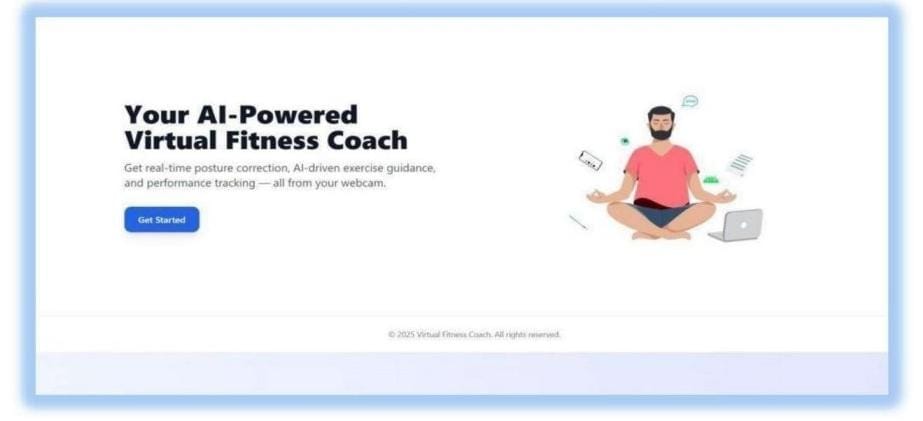 Your AI-Powered
Virtual Fitness Coach
Get real-time posture correction, AI-driven exercise guidance,
and performance tracking — all from your webcam.
Get Started
© 2025 Virtual Fitness Coach. All rights reserved.